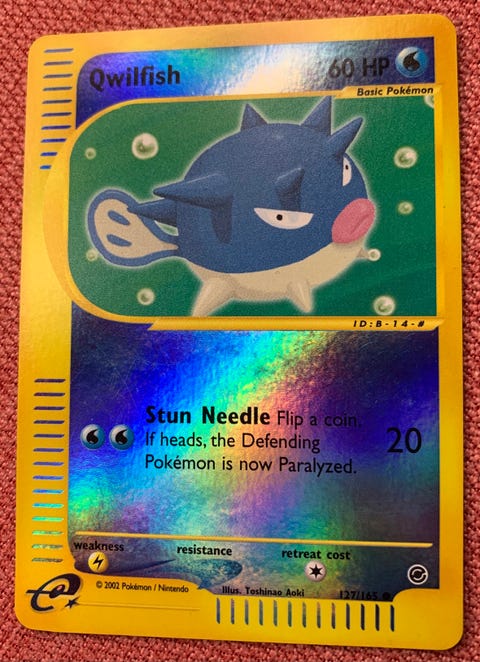 Qwilfish 60 HP
Basic Pokémon
ID:B-14-#
Stun Needle Flip a coin.
If heads, the Defending 20
Pokémon is now Paralyzed.
weakness resistance retreat cost
© 2002 Pokémon / Nintendo
Illus. Toshinao Aoki 127/165
e